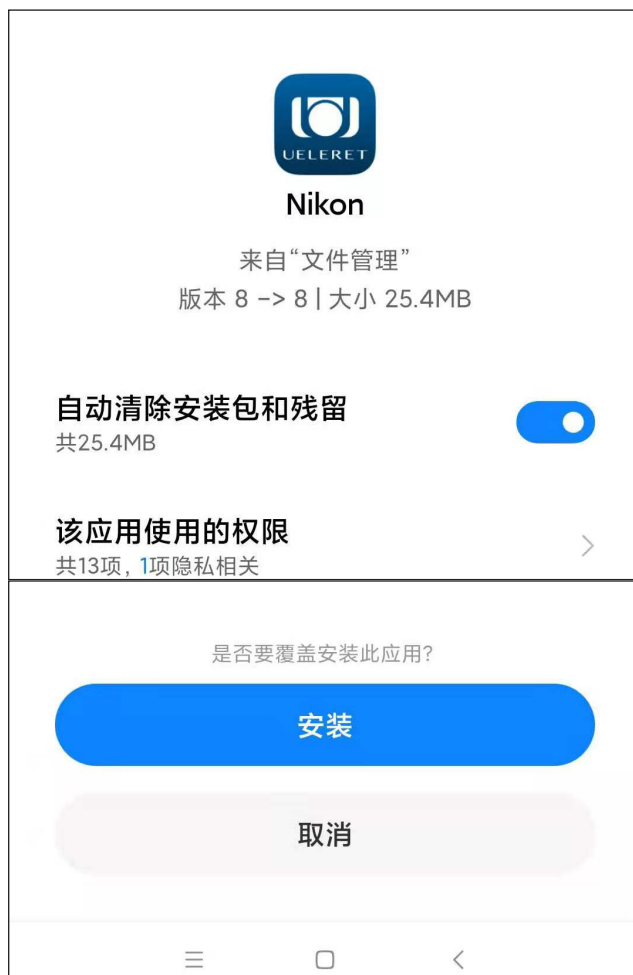 UELERET
Nikon
来自“文件管理”
版本 8 -> 8 | 大小 25.4MB
自动清除安装包和残留
共25.4MB
该应用使用的权限
共13项，1项隐私相关
是否要覆盖安装此应用?
安装
取消